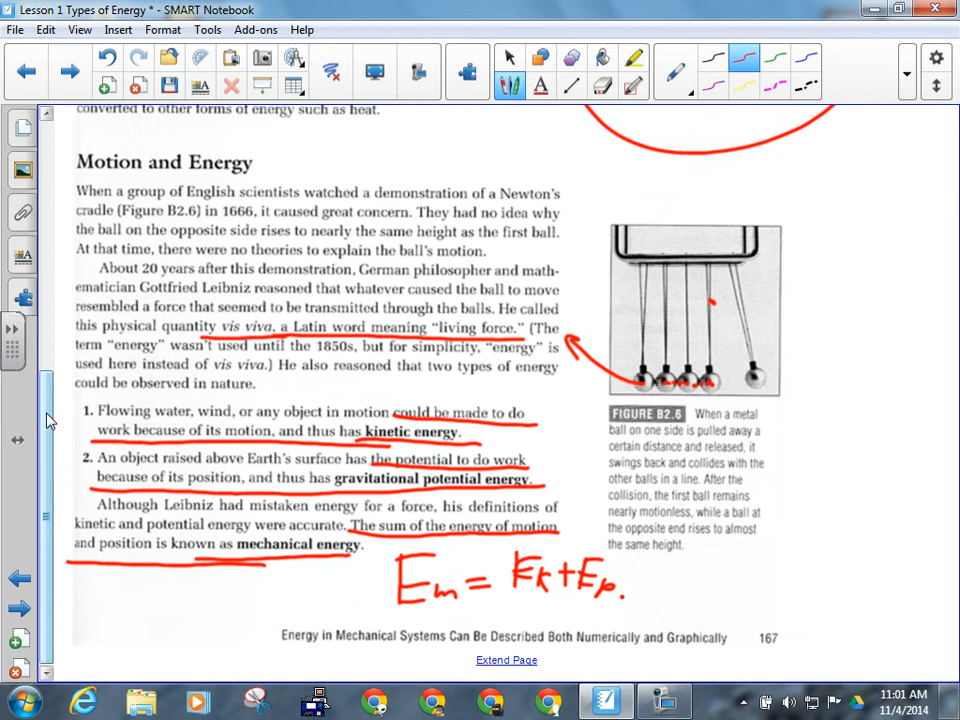 Lesson 1 Types of Energy * - SMART Notebook
File Edit View Insert Format Tools Add-ons Help
converted to other forms of energy such as heat.
Motion and Energy
When a group of English scientists watched a demonstration of a Newton's
cradle (Figure B2.6) in 1666, it caused great concern. They had no idea why
the ball on the opposite side rises to nearly the same height as the first ball.
At that time, there were no theories to explain the ball's motion.
About 20 years after this demonstration, German philosopher and math-
ematician Gottfried Leibniz reasoned that whatever caused the ball to move
resembled a force that seemed to be transmitted through the balls. He called
this physical quantity vis viva, a Latin word meaning "living force." (The
term "energy" wasn't used until the 1850s, but for simplicity, "energy" is
used here instead of vis viva.) He also reasoned that two types of energy
could be observed in nature.
1. Flowing water, wind, or any object in motion could be made to do
work because of its motion, and thus has kinetic energy.
2. An object raised above Earth's surface has the potential to do work
because of its position, and thus has gravitational potential energy.
Although Leibniz had mistaken energy for a force, his definitions of
kinetic and potential energy were accurate. The sum of the energy of motion
and position is known as mechanical energy.
Em = Ek + Ep.
FIGURE B2.6 When a metal
ball on one side is pulled away a
certain distance and released, it
swings back and collides with the
other balls in a line. After the
collision, the first ball remains
nearly motionless, while a ball at
the opposite end rises to almost
the same height.
Energy in Mechanical Systems Can Be Described Both Numerically and Graphically 167
Extend Page
11:01 AM
11/4/2014